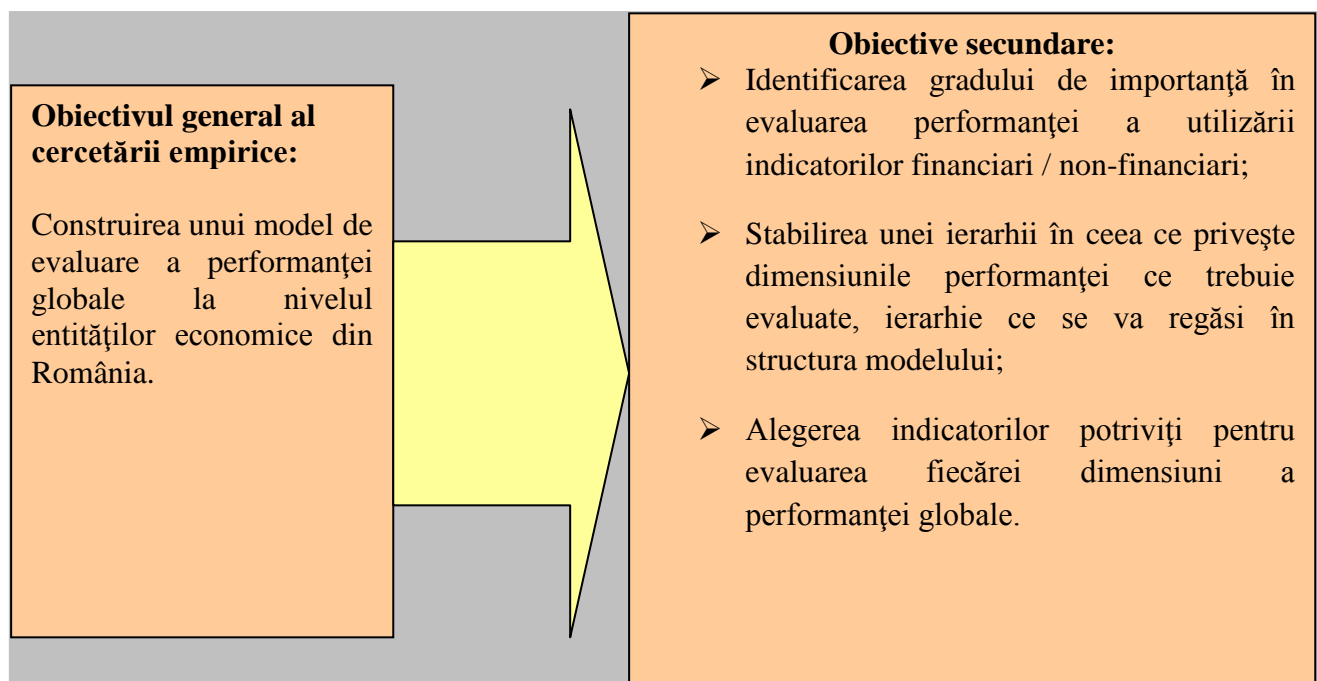 Obiectivul general al
cercetării empirice:
Construirea unui model de
evaluare a performanţei
globale la nivelul
entităţilor economice din
România.
Obiective secundare:
➢ Identificarea gradului de importanţă în
evaluarea performanţei a utilizării
indicatorilor financiari / non-financiari;
➢ Stabilirea unei ierarhii în ceea ce priveşte
dimensiunile performanţei ce trebuie
evaluate, ierarhie ce se va regăsi în
structura modelului;
➢ Alegerea indicatorilor potriviţi pentru
evaluarea fiecărei dimensiuni a
performanţei globale.